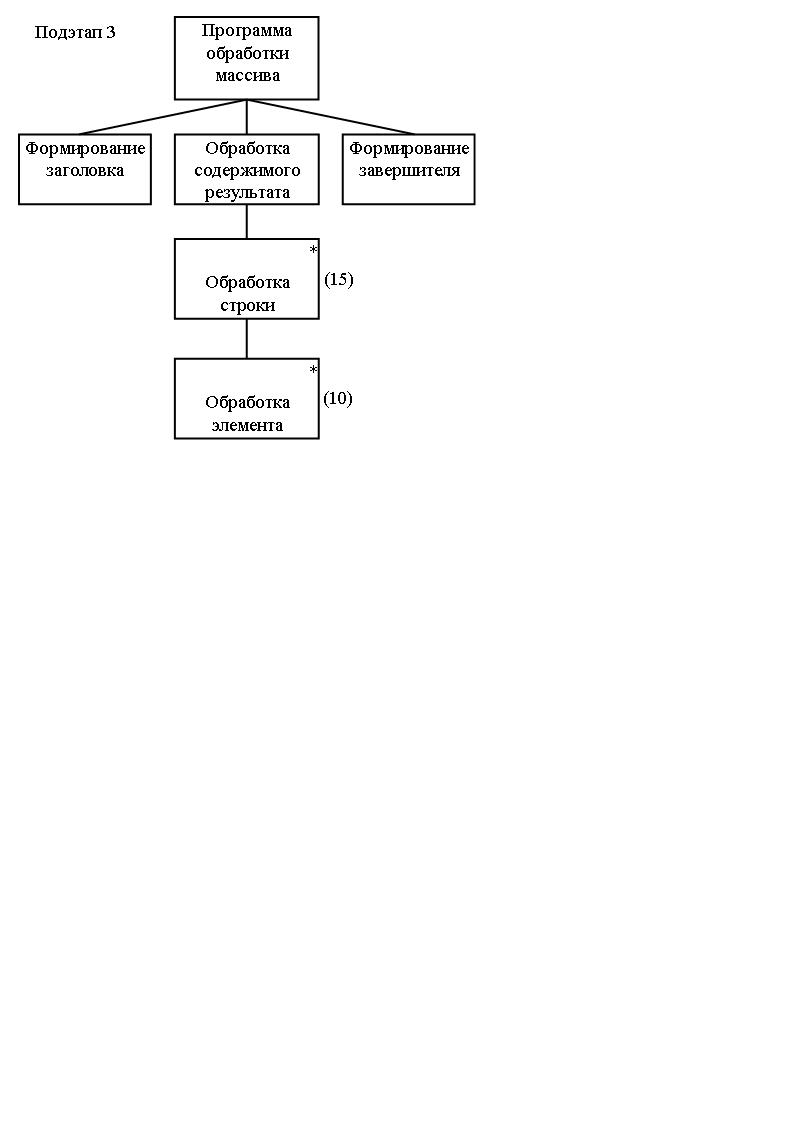 Подэтап 3
Программа
обработки
массива
Формирование
заголовка
Обработка
содержимого
результата
Формирование
завершителя
*
Обработка
строки
(15)
*
Обработка
элемента
(10)